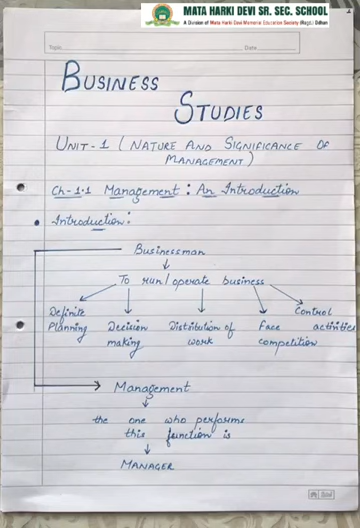 MATA HARKI DEVI SR. SEC. SCHOOL
A Division of Mata Harki Devi Memorial Education Society (Regd.) Odhan
Topic
Date
BUSINESS
STUDIES
UNIT-1 (NATURE AND SIGNIFICANCE OF
MANAGEMENT)
Ch-1.1 Management : An Introduction
• Introduction:
Businessman
To run/operate business
Definite Planning
Decision making
Distribution of work
Face competition
Control activities
Management
the one who performs
this function is
MANAGER